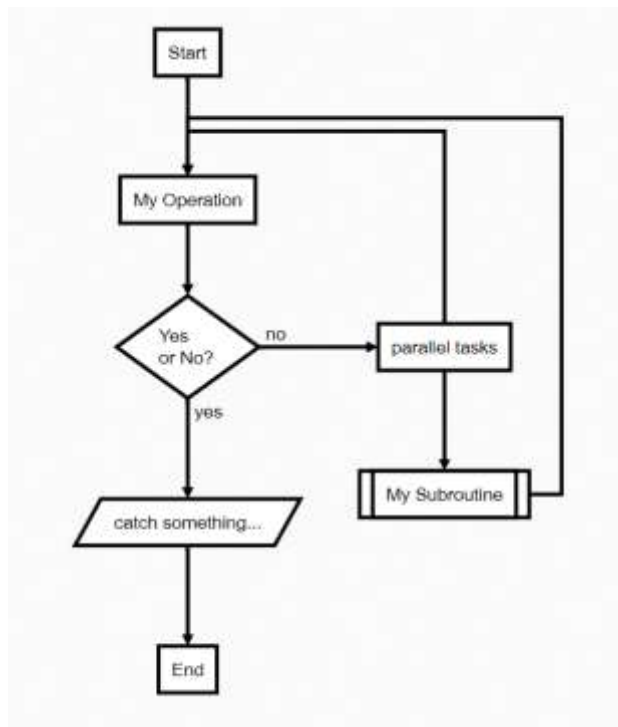 Start
My Operation
Yes
or No?
no
parallel tasks
yes
My Subroutine
catch something...
End